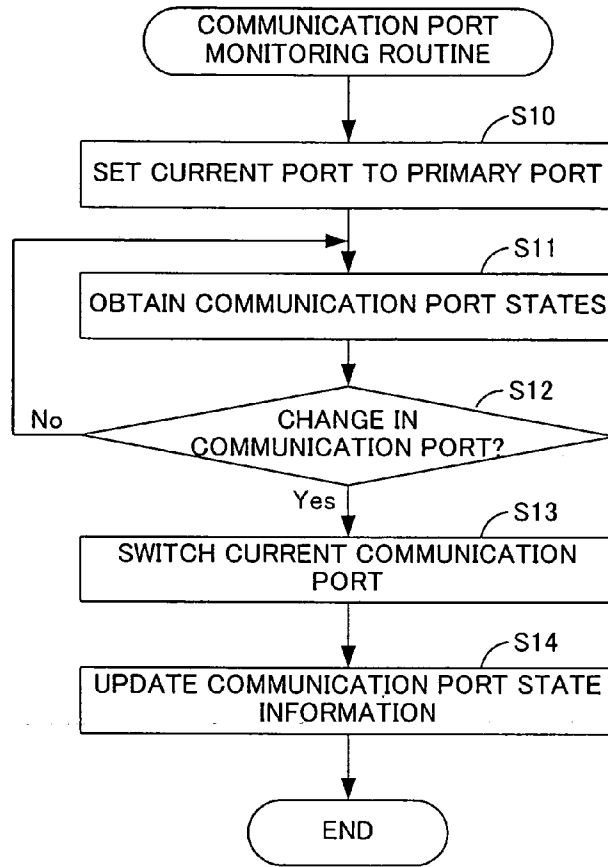 COMMUNICATION PORT
MONITORING ROUTINE
S10
SET CURRENT PORT TO PRIMARY PORT
S11
OBTAIN COMMUNICATION PORT STATES
S12
CHANGE IN
COMMUNICATION PORT?
No
Yes
S13
SWITCH CURRENT COMMUNICATION
PORT
S14
UPDATE COMMUNICATION PORT STATE
INFORMATION
END